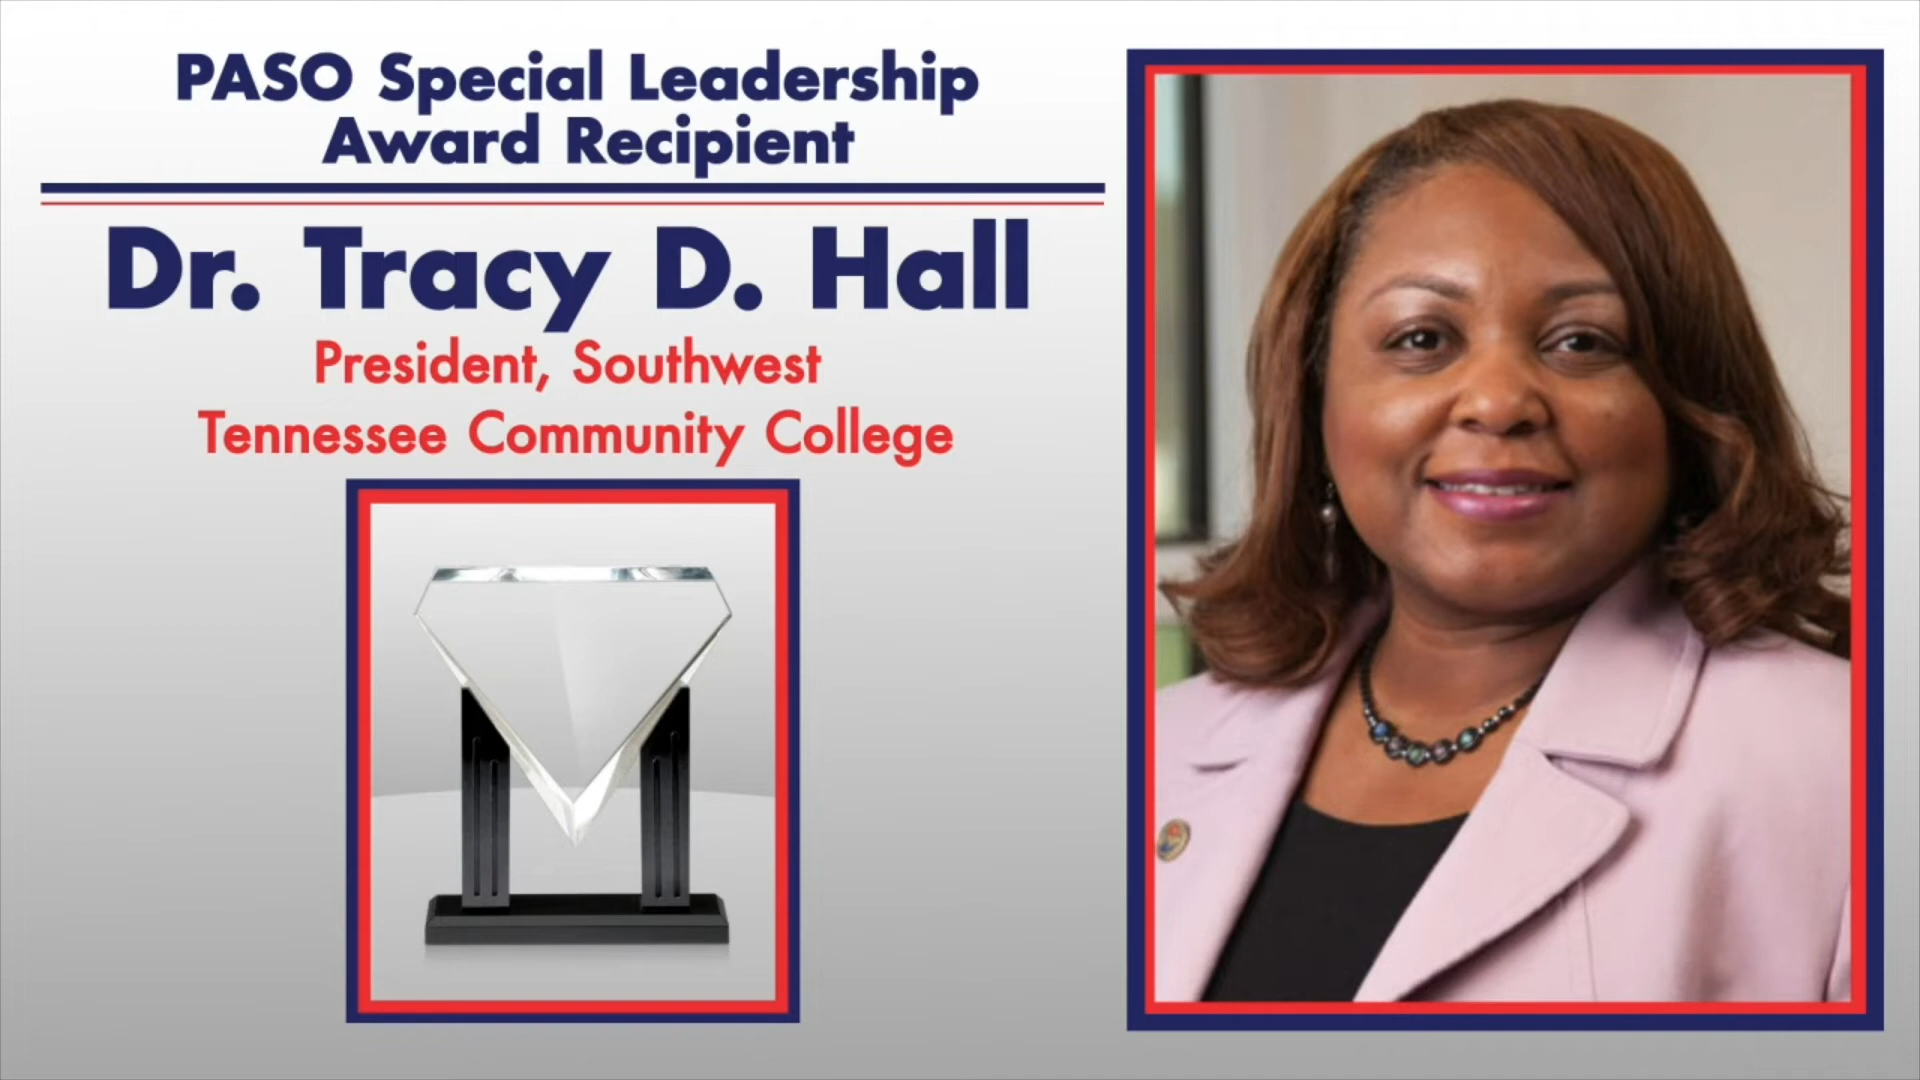 PASO Special Leadership
Award Recipient
Dr. Tracy D. Hall
President, Southwest
Tennessee Community College